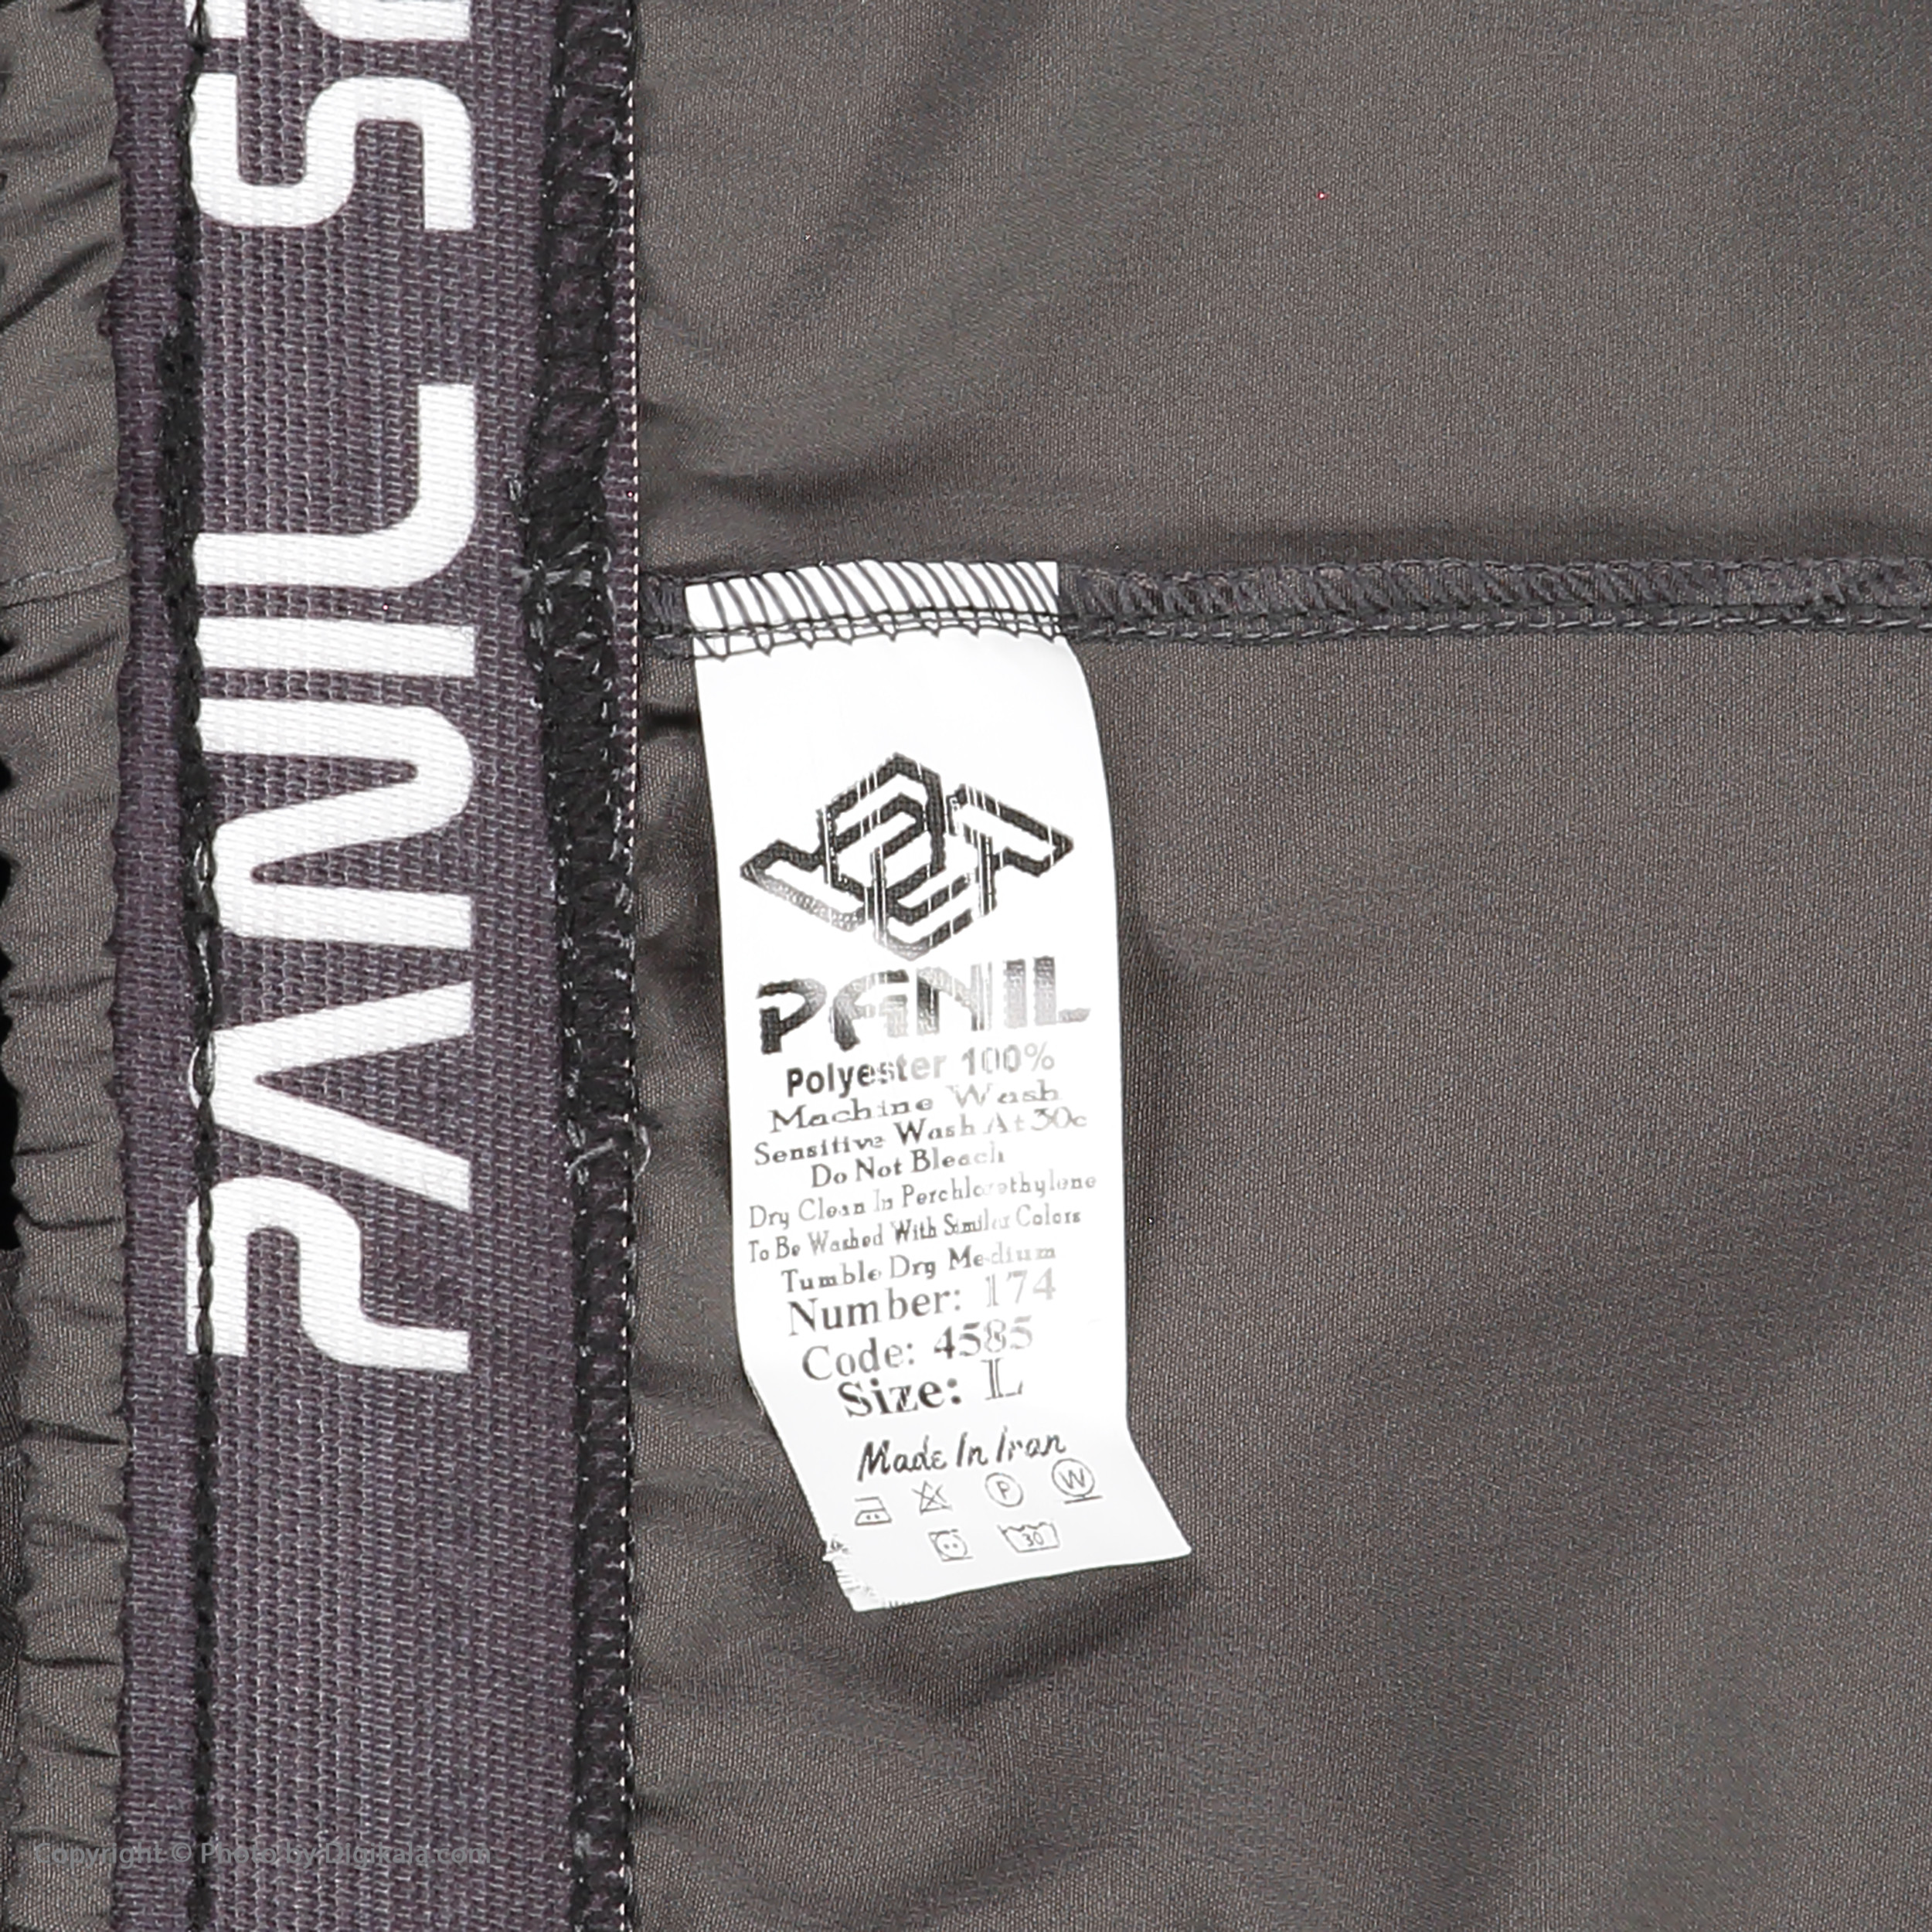 PANIL S
PANIL
Polyester 100%
Machine Wash
Sensitive Wash At 30c
Do Not Bleach
Dry Clean In Perchloroethylene
To Be Washed With Similar Colors
Tumble Dry Medium
Number: 174
Code: 4585
Size: L
Made In Iran
P W
30
Copyright © Photo by Digikala.com